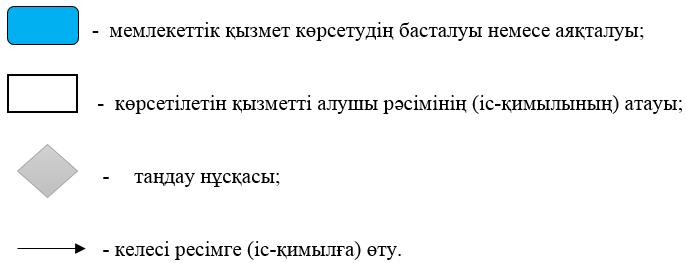 - мемлекеттік қызмет көрсетудің басталуы немесе аяқталуы;
- көрсетілетін қызметті алушы рәсімінің (іс-қимылының) атауы;
- таңдау нұсқасы;
- келесі ресімге (іс-қимылға) өту.